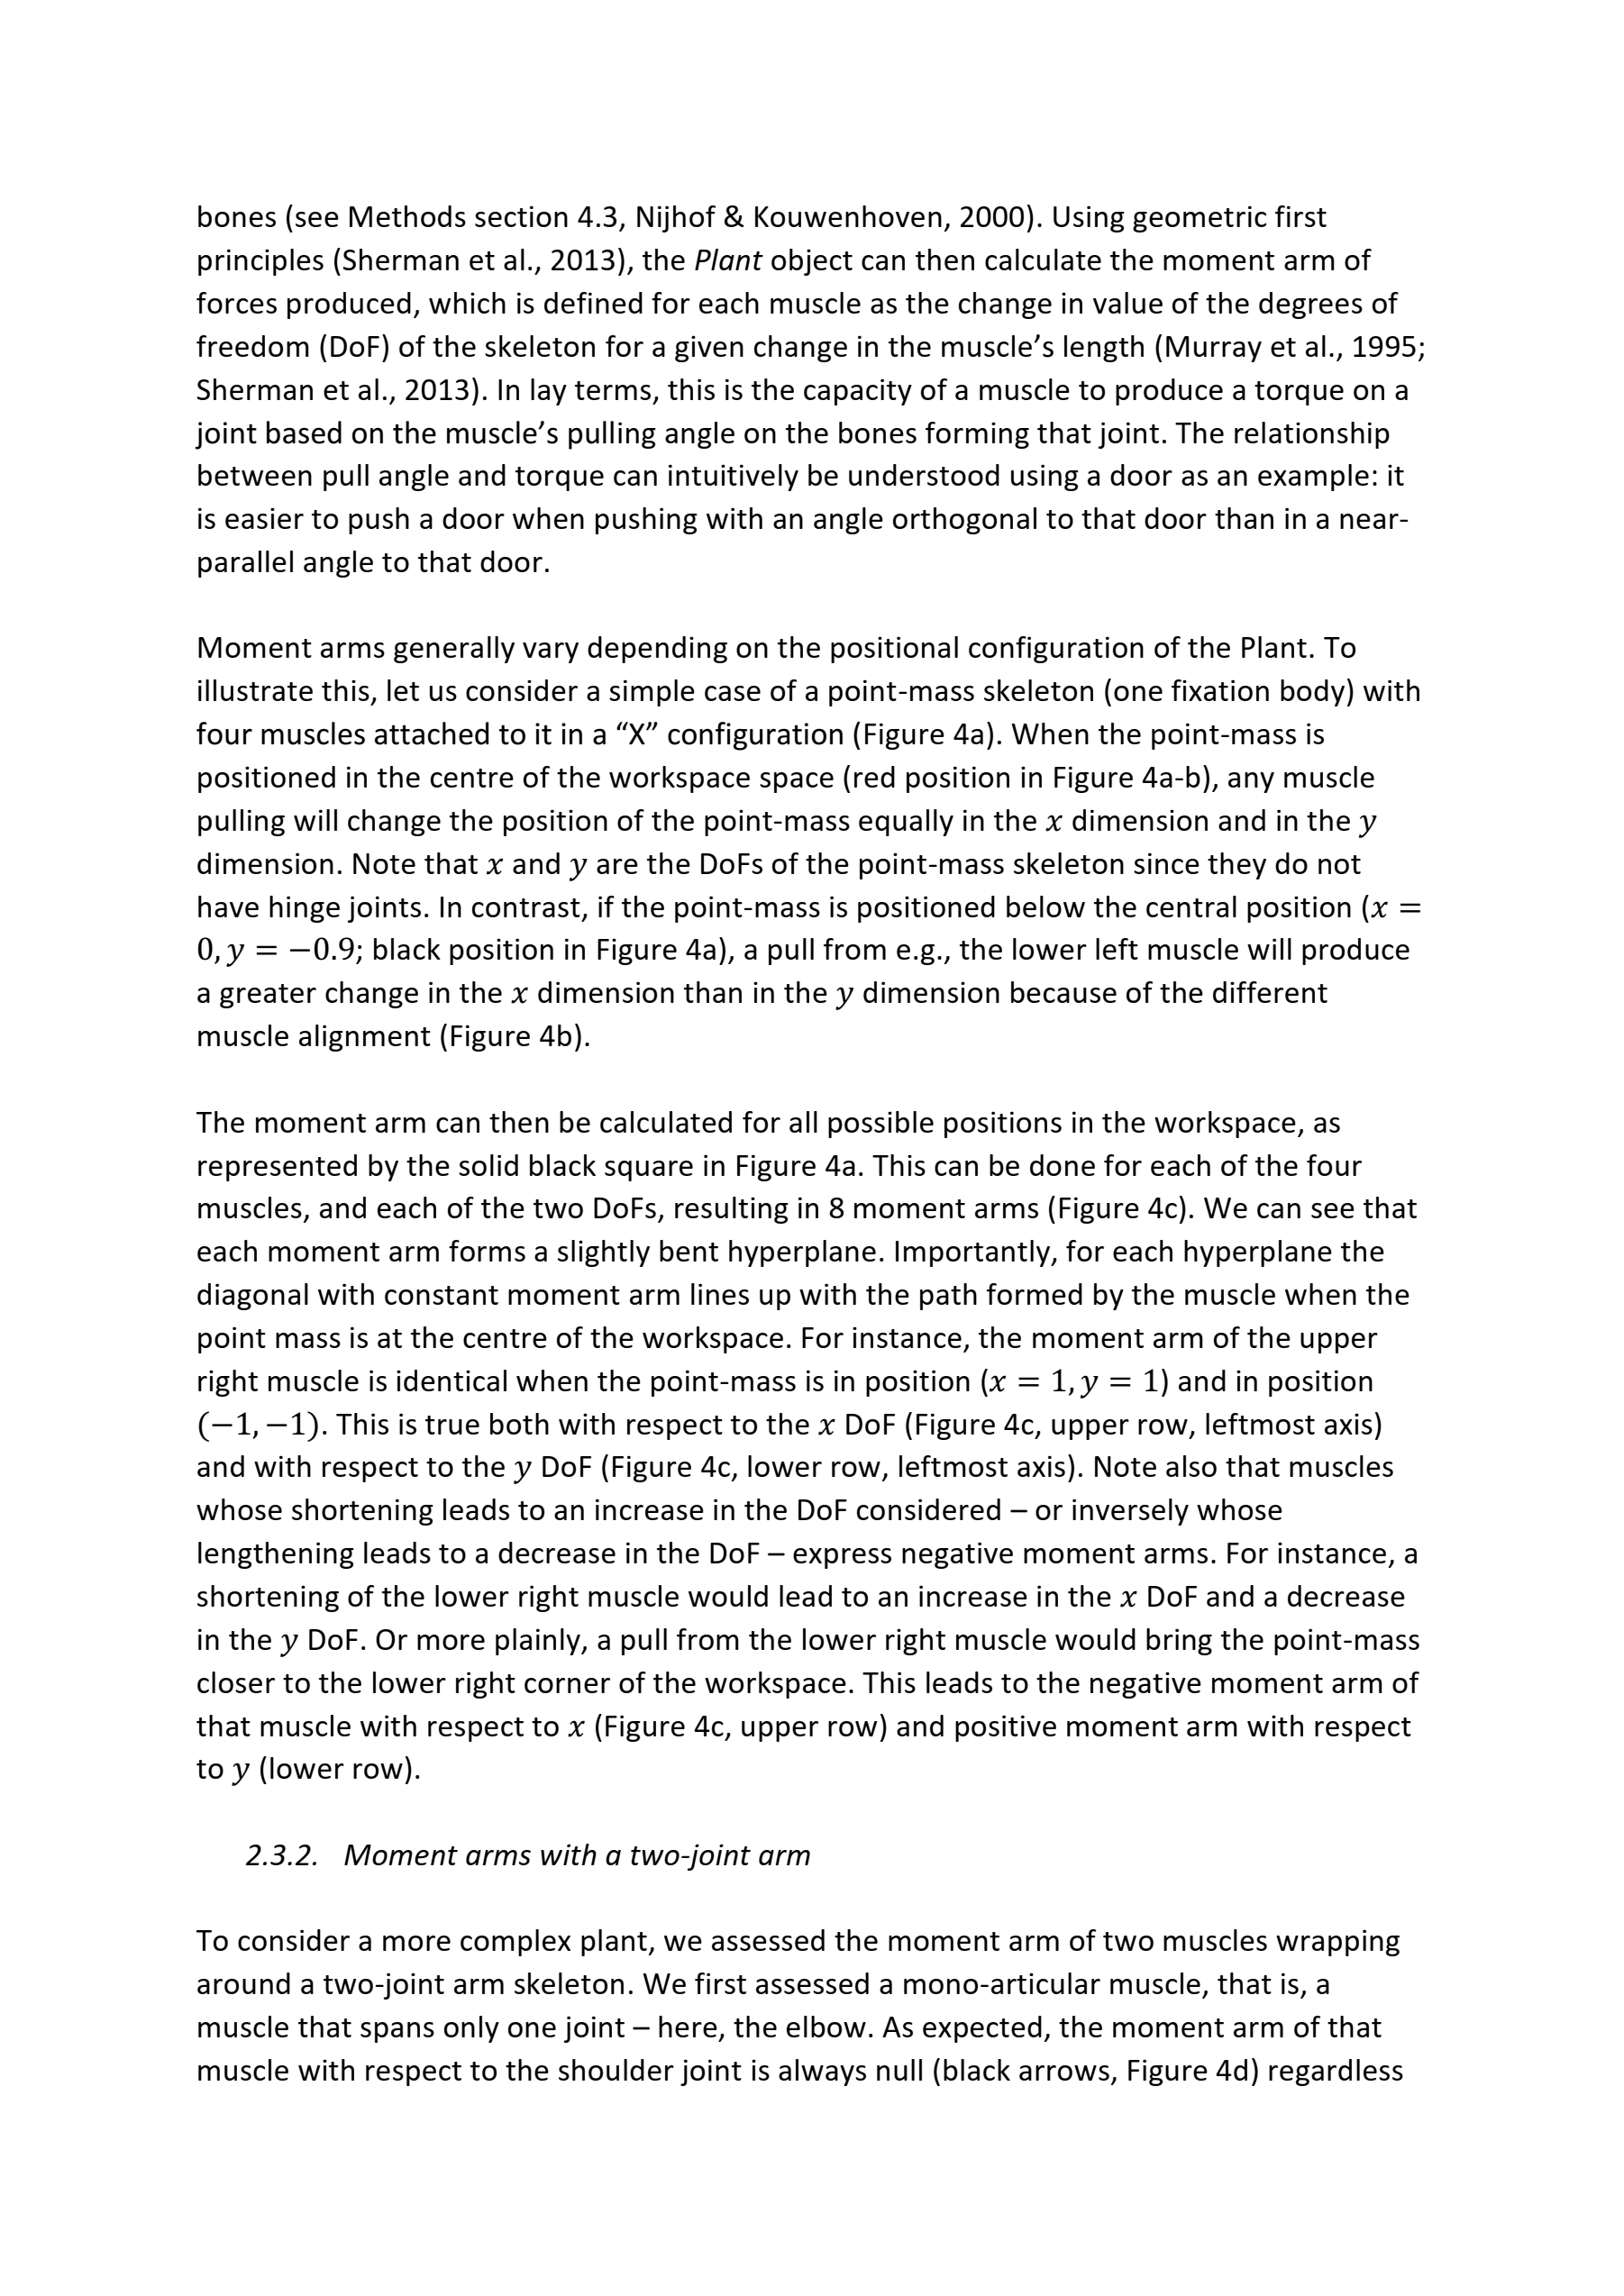 bones (see Methods section 4.3, Nijhof & Kouwenhoven, 2000). Using geometric first
principles (Sherman et al., 2013), the Plant object can then calculate the moment arm of
forces produced, which is defined for each muscle as the change in value of the degrees of
freedom (DoF) of the skeleton for a given change in the muscle’s length (Murray et al., 1995;
Sherman et al., 2013). In lay terms, this is the capacity of a muscle to produce a torque on a
joint based on the muscle’s pulling angle on the bones forming that joint. The relationship
between pull angle and torque can intuitively be understood using a door as an example: it
is easier to push a door when pushing with an angle orthogonal to that door than in a near-
parallel angle to that door.
Moment arms generally vary depending on the positional configuration of the Plant. To
illustrate this, let us consider a simple case of a point-mass skeleton (one fixation body) with
four muscles attached to it in a “X” configuration (Figure 4a). When the point-mass is
positioned in the centre of the workspace space (red position in Figure 4a-b), any muscle
pulling will change the position of the point-mass equally in the x dimension and in the y
dimension. Note that x and y are the DoFs of the point-mass skeleton since they do not
have hinge joints. In contrast, if the point-mass is positioned below the central position (x =
0, y = −0.9; black position in Figure 4a), a pull from e.g., the lower left muscle will produce
a greater change in the x dimension than in the y dimension because of the different
muscle alignment (Figure 4b).
The moment arm can then be calculated for all possible positions in the workspace, as
represented by the solid black square in Figure 4a. This can be done for each of the four
muscles, and each of the two DoFs, resulting in 8 moment arms (Figure 4c). We can see that
each moment arm forms a slightly bent hyperplane. Importantly, for each hyperplane the
diagonal with constant moment arm lines up with the path formed by the muscle when the
point mass is at the centre of the workspace. For instance, the moment arm of the upper
right muscle is identical when the point-mass is in position (x = 1, y = 1) and in position
(−1, −1). This is true both with respect to the x DoF (Figure 4c, upper row, leftmost axis)
and with respect to the y DoF (Figure 4c, lower row, leftmost axis). Note also that muscles
whose shortening leads to an increase in the DoF considered – or inversely whose
lengthening leads to a decrease in the DoF – express negative moment arms. For instance, a
shortening of the lower right muscle would lead to an increase in the x DoF and a decrease
in the y DoF. Or more plainly, a pull from the lower right muscle would bring the point-mass
closer to the lower right corner of the workspace. This leads to the negative moment arm of
that muscle with respect to x (Figure 4c, upper row) and positive moment arm with respect
to y (lower row).
2.3.2. Moment arms with a two-joint arm
To consider a more complex plant, we assessed the moment arm of two muscles wrapping
around a two-joint arm skeleton. We first assessed a mono-articular muscle, that is, a
muscle that spans only one joint – here, the elbow. As expected, the moment arm of that
muscle with respect to the shoulder joint is always null (black arrows, Figure 4d) regardless